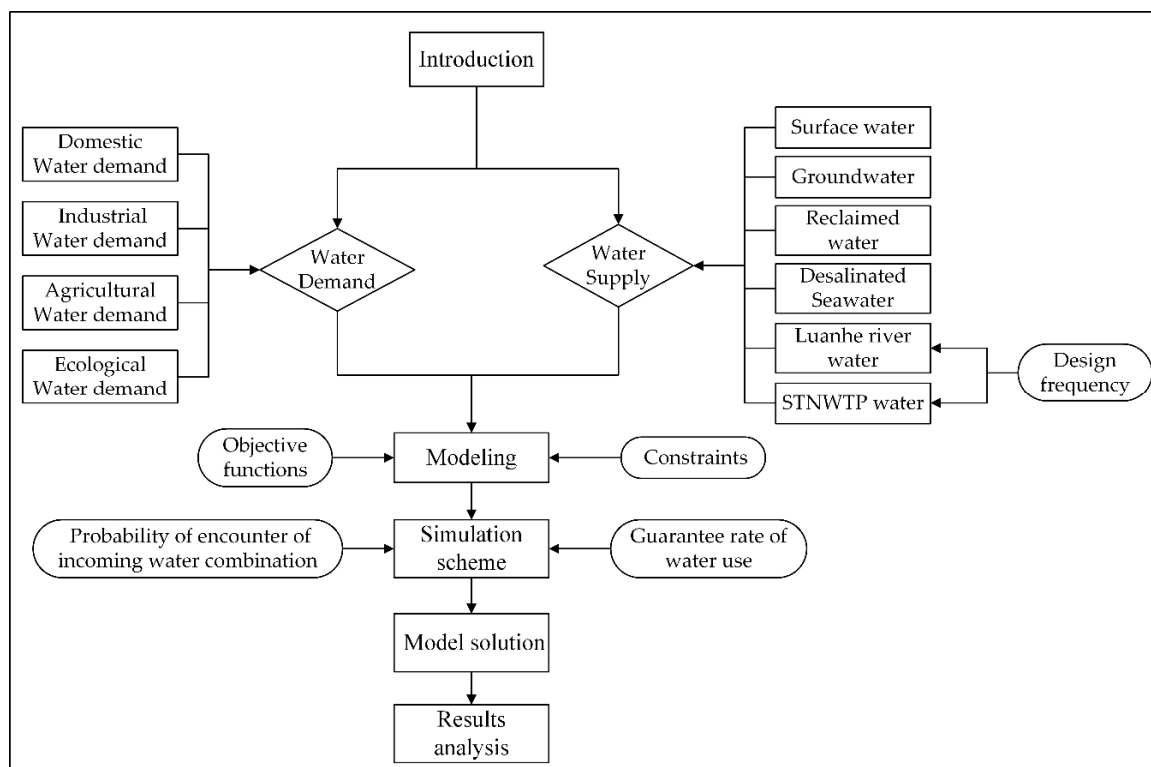 Introduction
Domestic
Water demand
Industrial
Water demand
Agricultural
Water demand
Ecological
Water demand
Water
Demand
Water
Supply
Surface water
Groundwater
Reclaimed
water
Desalinated
Seawater
Luanhe river
water
STNWTP water
Design
frequency
Objective
functions
Modeling
Constraints
Probability of encounter of
incoming water combination
Simulation
scheme
Guarantee rate of
water use
Model solution
Results
analysis